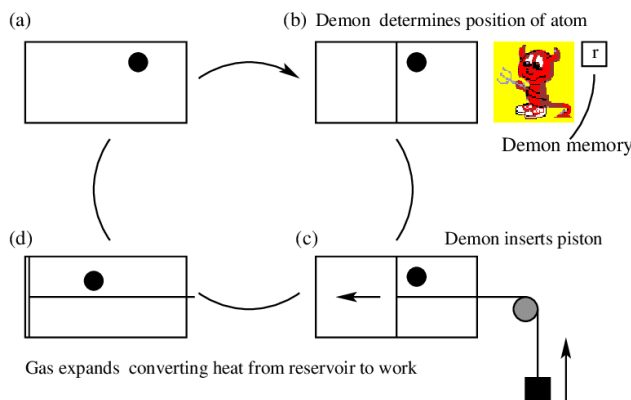 (a)
(b) Demon determines position of atom
r
Demon memory
(d)
(c)
Demon inserts piston
Gas expands converting heat from reservoir to work